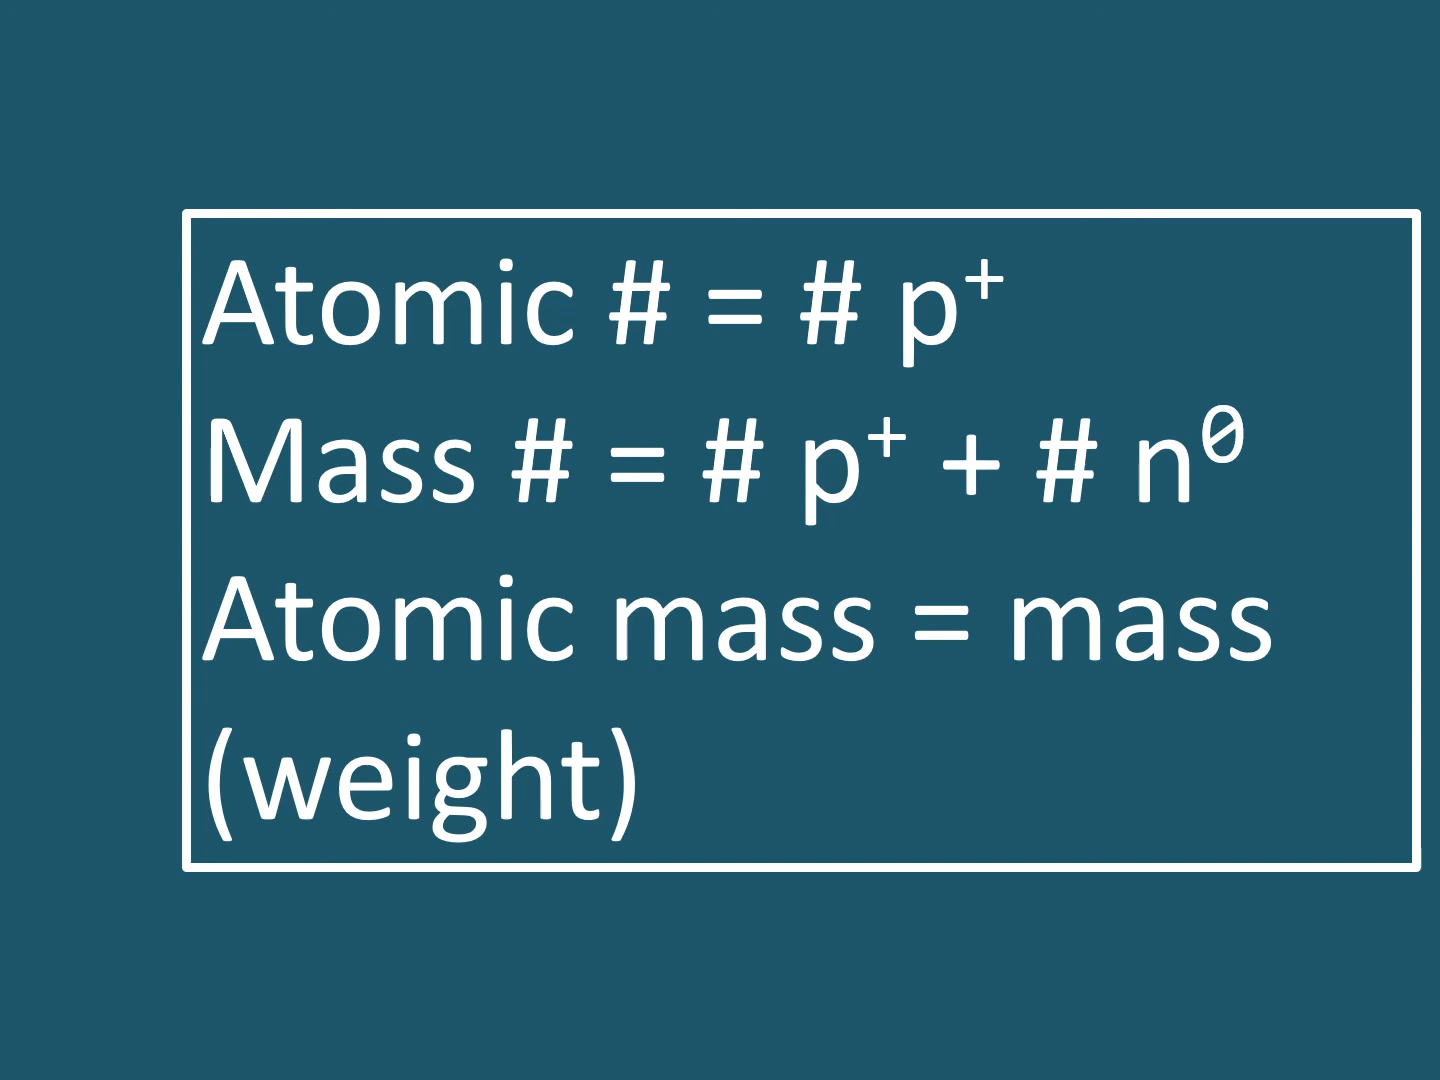 Atomic # = # p⁺
Mass # = # p⁺ + # n⁰
Atomic mass = mass
(weight)